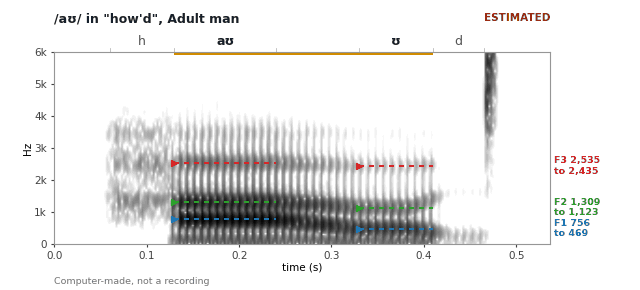 /aʊ/ in "how'd", Adult man
ESTIMATED
h aʊ ʊ d
6k
5k
4k
3k
2k
1k
0
Hz
F3 2,535
to 2,435
F2 1,309
to 1,123
F1 756
to 469
0.0 0.1 0.2 0.3 0.4 0.5
time (s)
Computer-made, not a recording